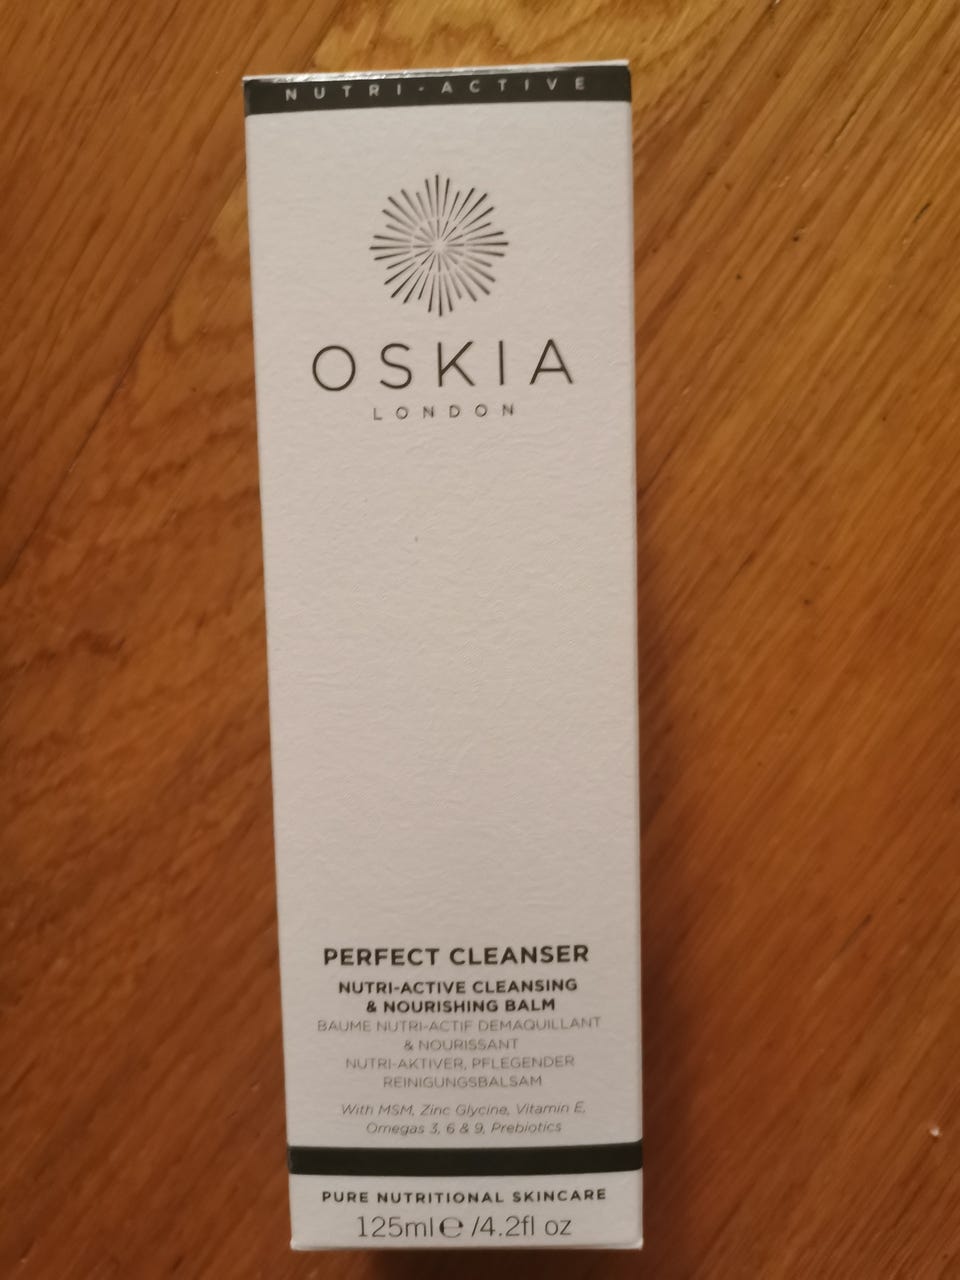 NUTRI-ACTIVE
OSKIA
LONDON
PERFECT CLEANSER
NUTRI-ACTIVE CLEANSING
& NOURISHING BALM
BAUME NUTRI-ACTIF DEMAQUILLANT
& NOURISSANT
NUTRI-AKTIVER, PFLEGENDER
REINIGUNGSBALSAM
With MSM, Zinc Glycine, Vitamin E,
Omegas 3, 6 & 9, Prebiotics
PURE NUTRITIONAL SKINCARE
125ml℮ /4.2fl oz